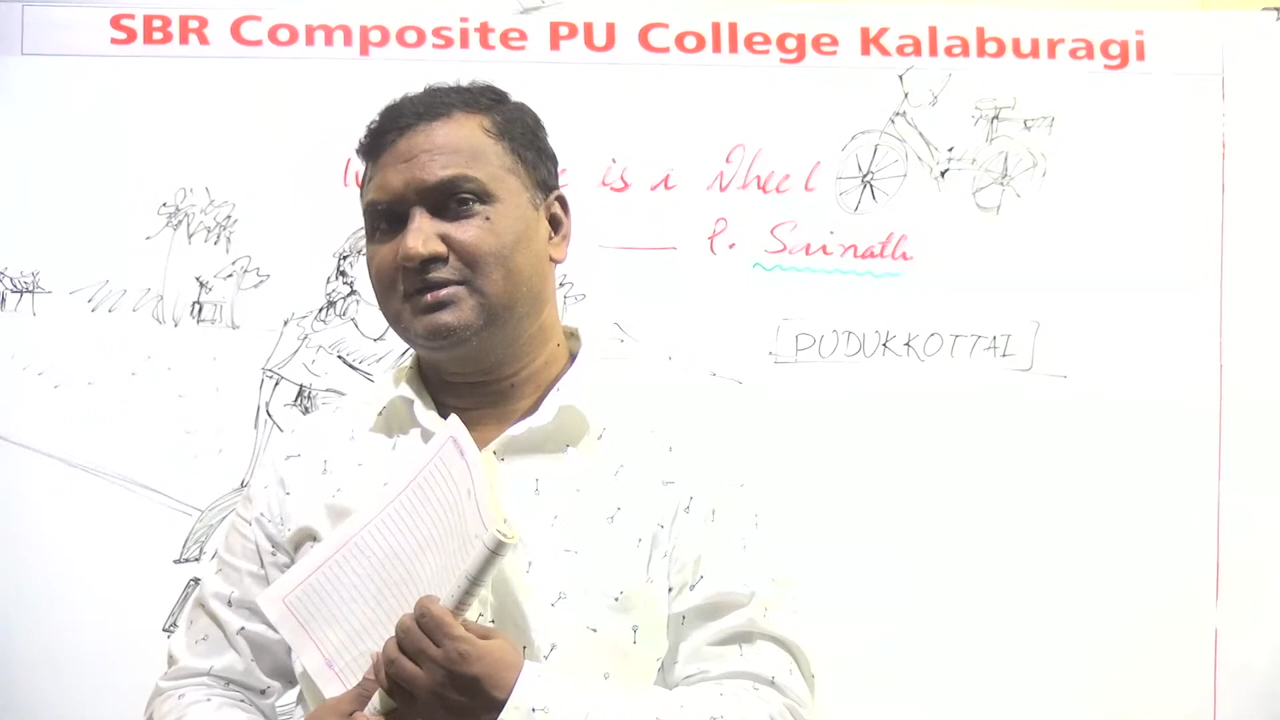 SBR Composite PU College Kalaburagi
is a Wheel
— P. Sainath
[PUDUKKOTTAI]